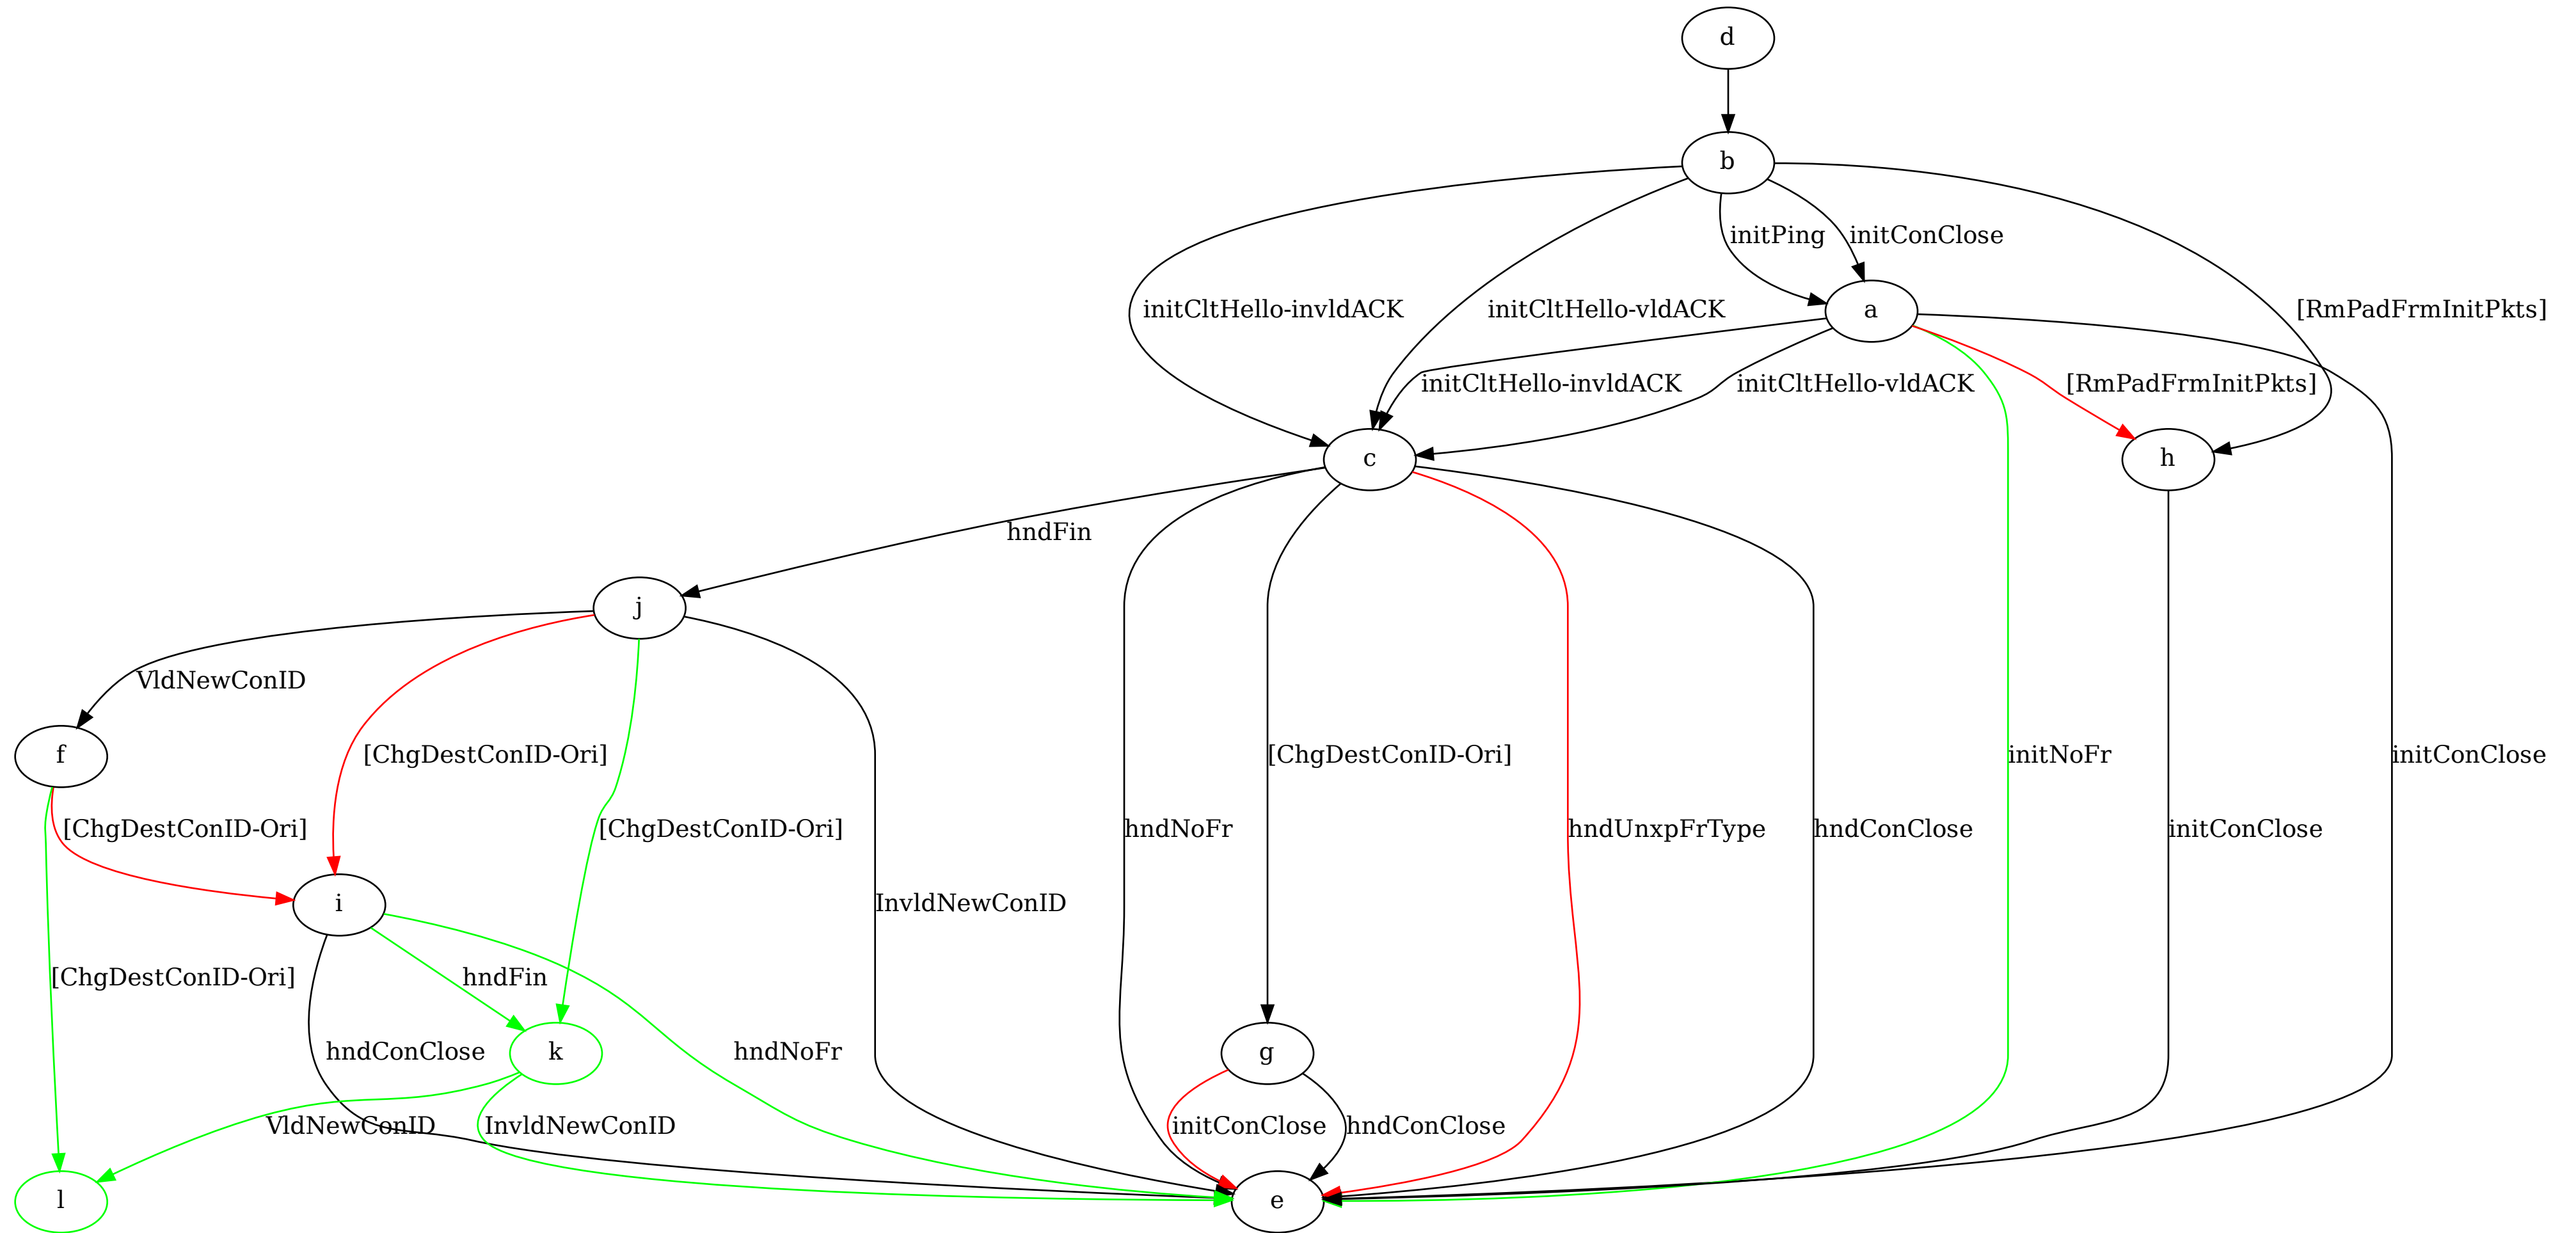 d
b
initPing
initConClose
initCltHello-invldACK
initCltHello-vldACK
a
[RmPadFrmInitPkts]
initCltHello-invldACK
initCltHello-vldACK
[RmPadFrmInitPkts]
c
h
hndFin
j
VldNewConID
f
[ChgDestConID-Ori]
[ChgDestConID-Ori]
initNoFr
initConClose
[ChgDestConID-Ori]
[ChgDestConID-Ori]
hndNoFr
hndUnxpFrType
hndConClose
initConClose
i
InvldNewConID
[ChgDestConID-Ori]
hndFin
hndConClose
k
hndNoFr
g
VldNewConID
InvldNewConID
initConClose
hndConClose
l
e